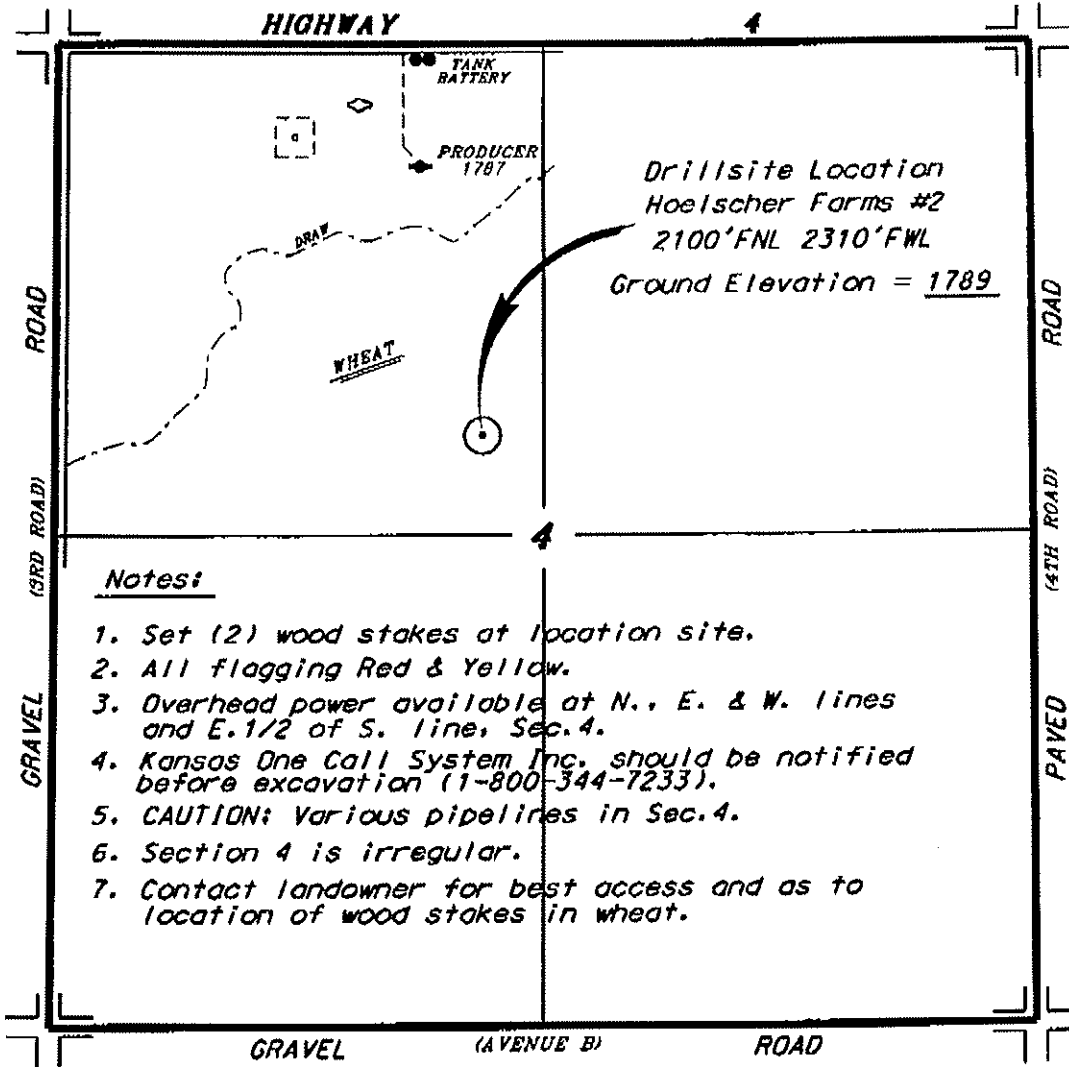 HIGHWAY 4
TANK
BATTERY
PRODUCER
1787
Drillsite Location
Hoelscher Farms #2
2100'FNL 2310'FWL
Ground Elevation = 1789
DRAW
WHEAT
ROAD
(3RD ROAD)
GRAVEL
ROAD
(4TH ROAD)
PAVED
4
Notes:
1. Set (2) wood stakes at location site.
2. All flagging Red & Yellow.
3. Overhead power available at N., E. & W. lines
and E.1/2 of S. line, Sec.4.
4. Kansas One Call System Inc. should be notified
before excavation (1-800-344-7233).
5. CAUTION: Various pipelines in Sec.4.
6. Section 4 is irregular.
7. Contact landowner for best access and as to
location of wood stakes in wheat.
GRAVEL (AVENUE B) ROAD